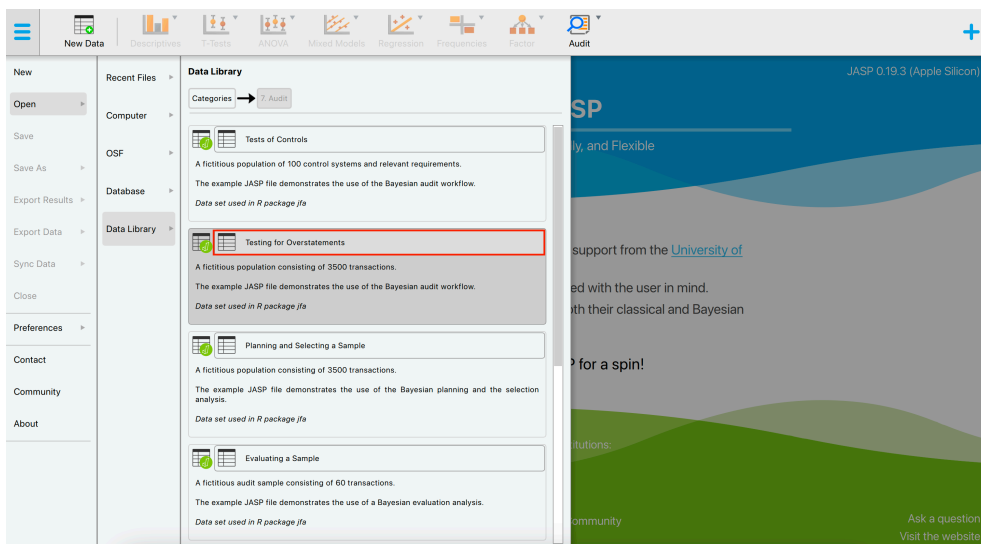 New Data
Descriptives
T-Tests
ANOVA
Mixed Models
Regression
Frequencies
Factor
Audit
New
Open
Save
Save As
Export Results
Export Data
Sync Data
Close
Preferences
Contact
Community
About
Recent Files
Computer
OSF
Database
Data Library
Data Library
Categories
7. Audit
Tests of Controls
A fictitious population of 100 control systems and relevant requirements.
The example JASP file demonstrates the use of the Bayesian audit workflow.
Data set used in R package jfa
Testing for Overstatements
A fictitious population consisting of 3500 transactions.
The example JASP file demonstrates the use of the Bayesian audit workflow.
Data set used in R package jfa
Planning and Selecting a Sample
A fictitious population consisting of 3500 transactions.
The example JASP file demonstrates the use of the Bayesian planning and the selection
analysis.
Data set used in R package jfa
Evaluating a Sample
A fictitious audit sample consisting of 60 transactions.
The example JASP file demonstrates the use of a Bayesian evaluation analysis.
Data set used in R package jfa
JASP 0.19.3 (Apple Silicon)
SP
ly, and Flexible
support from the University of
ed with the user in mind.
th their classical and Bayesian
for a spin!
titutions:
ommunity
Ask a question
Visit the website